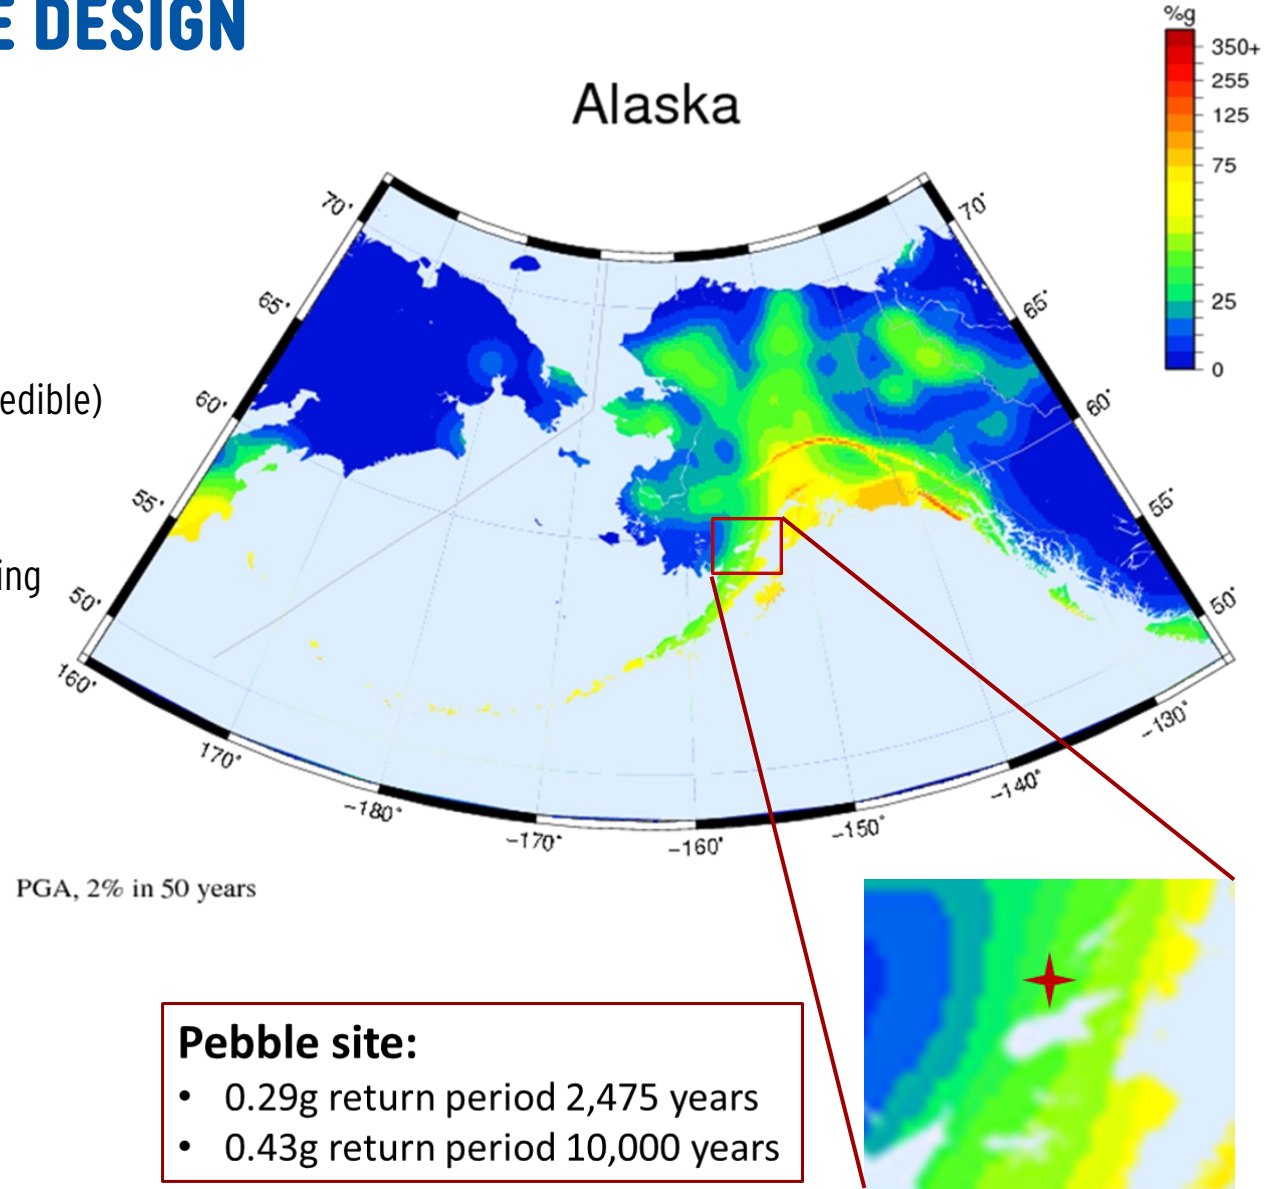 E DESIGN
%g
350+
255
125
75
25
0
Alaska
70°
70°
65°
65°
60°
60°
55°
55°
50°
50°
160°
170°
−180°
−170°
−160°
−150°
−140°
−130°
edible)
ing
PGA, 2% in 50 years
Pebble site:
• 0.29g return period 2,475 years
• 0.43g return period 10,000 years